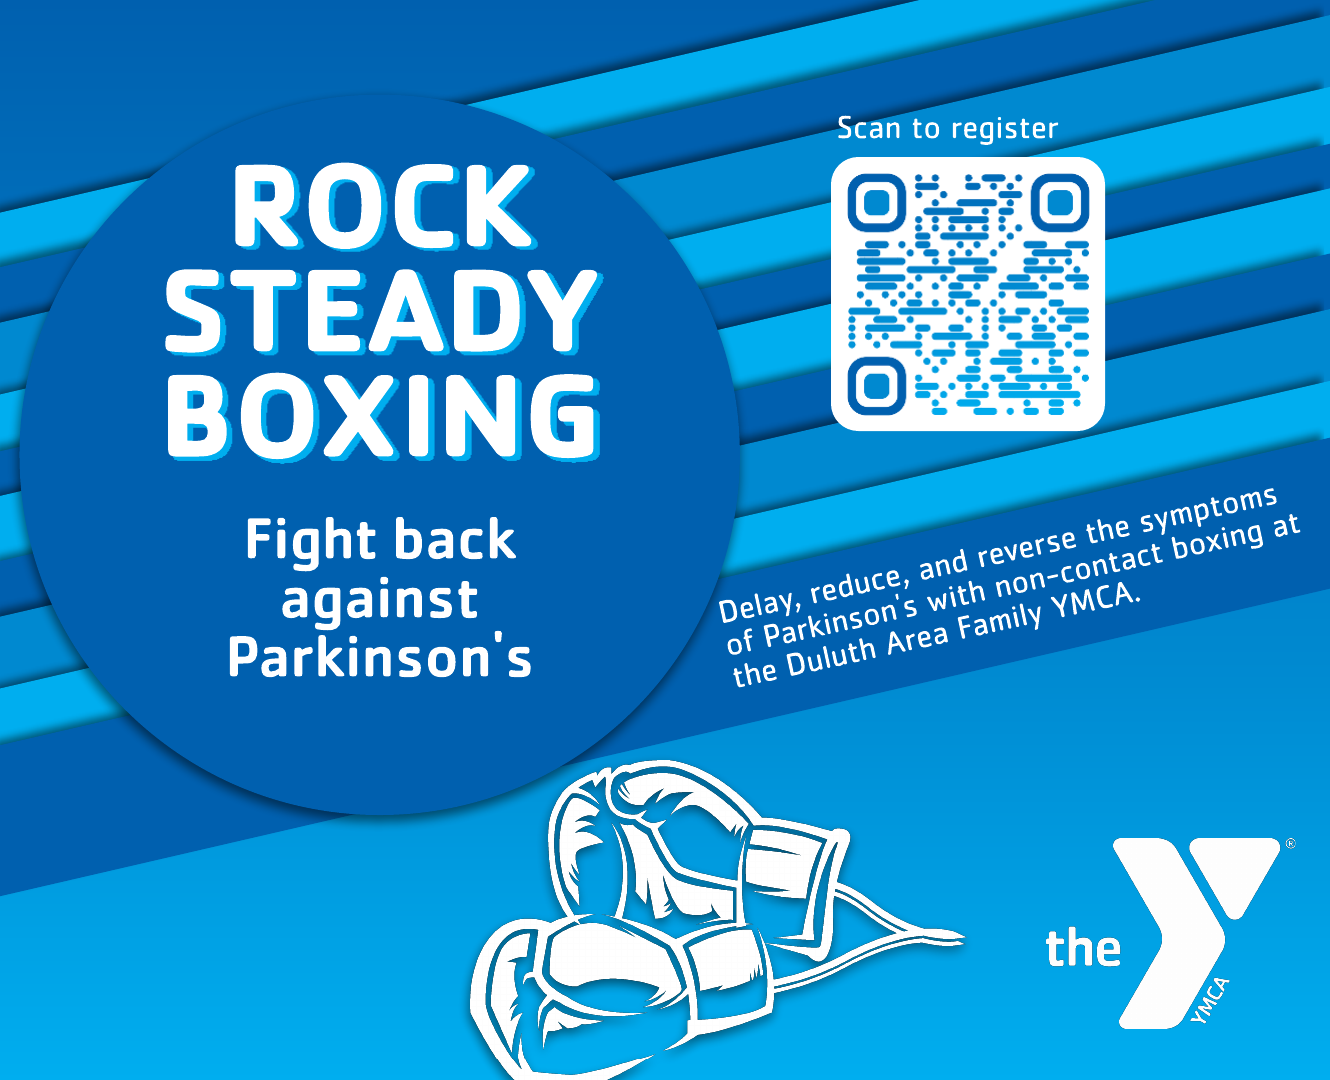 ROCK
STEADY
BOXING
Fight back
against
Parkinson's
Scan to register
Delay, reduce, and reverse the symptoms
of Parkinson's with non-contact boxing at
the Duluth Area Family YMCA.
the Y®
YMCA